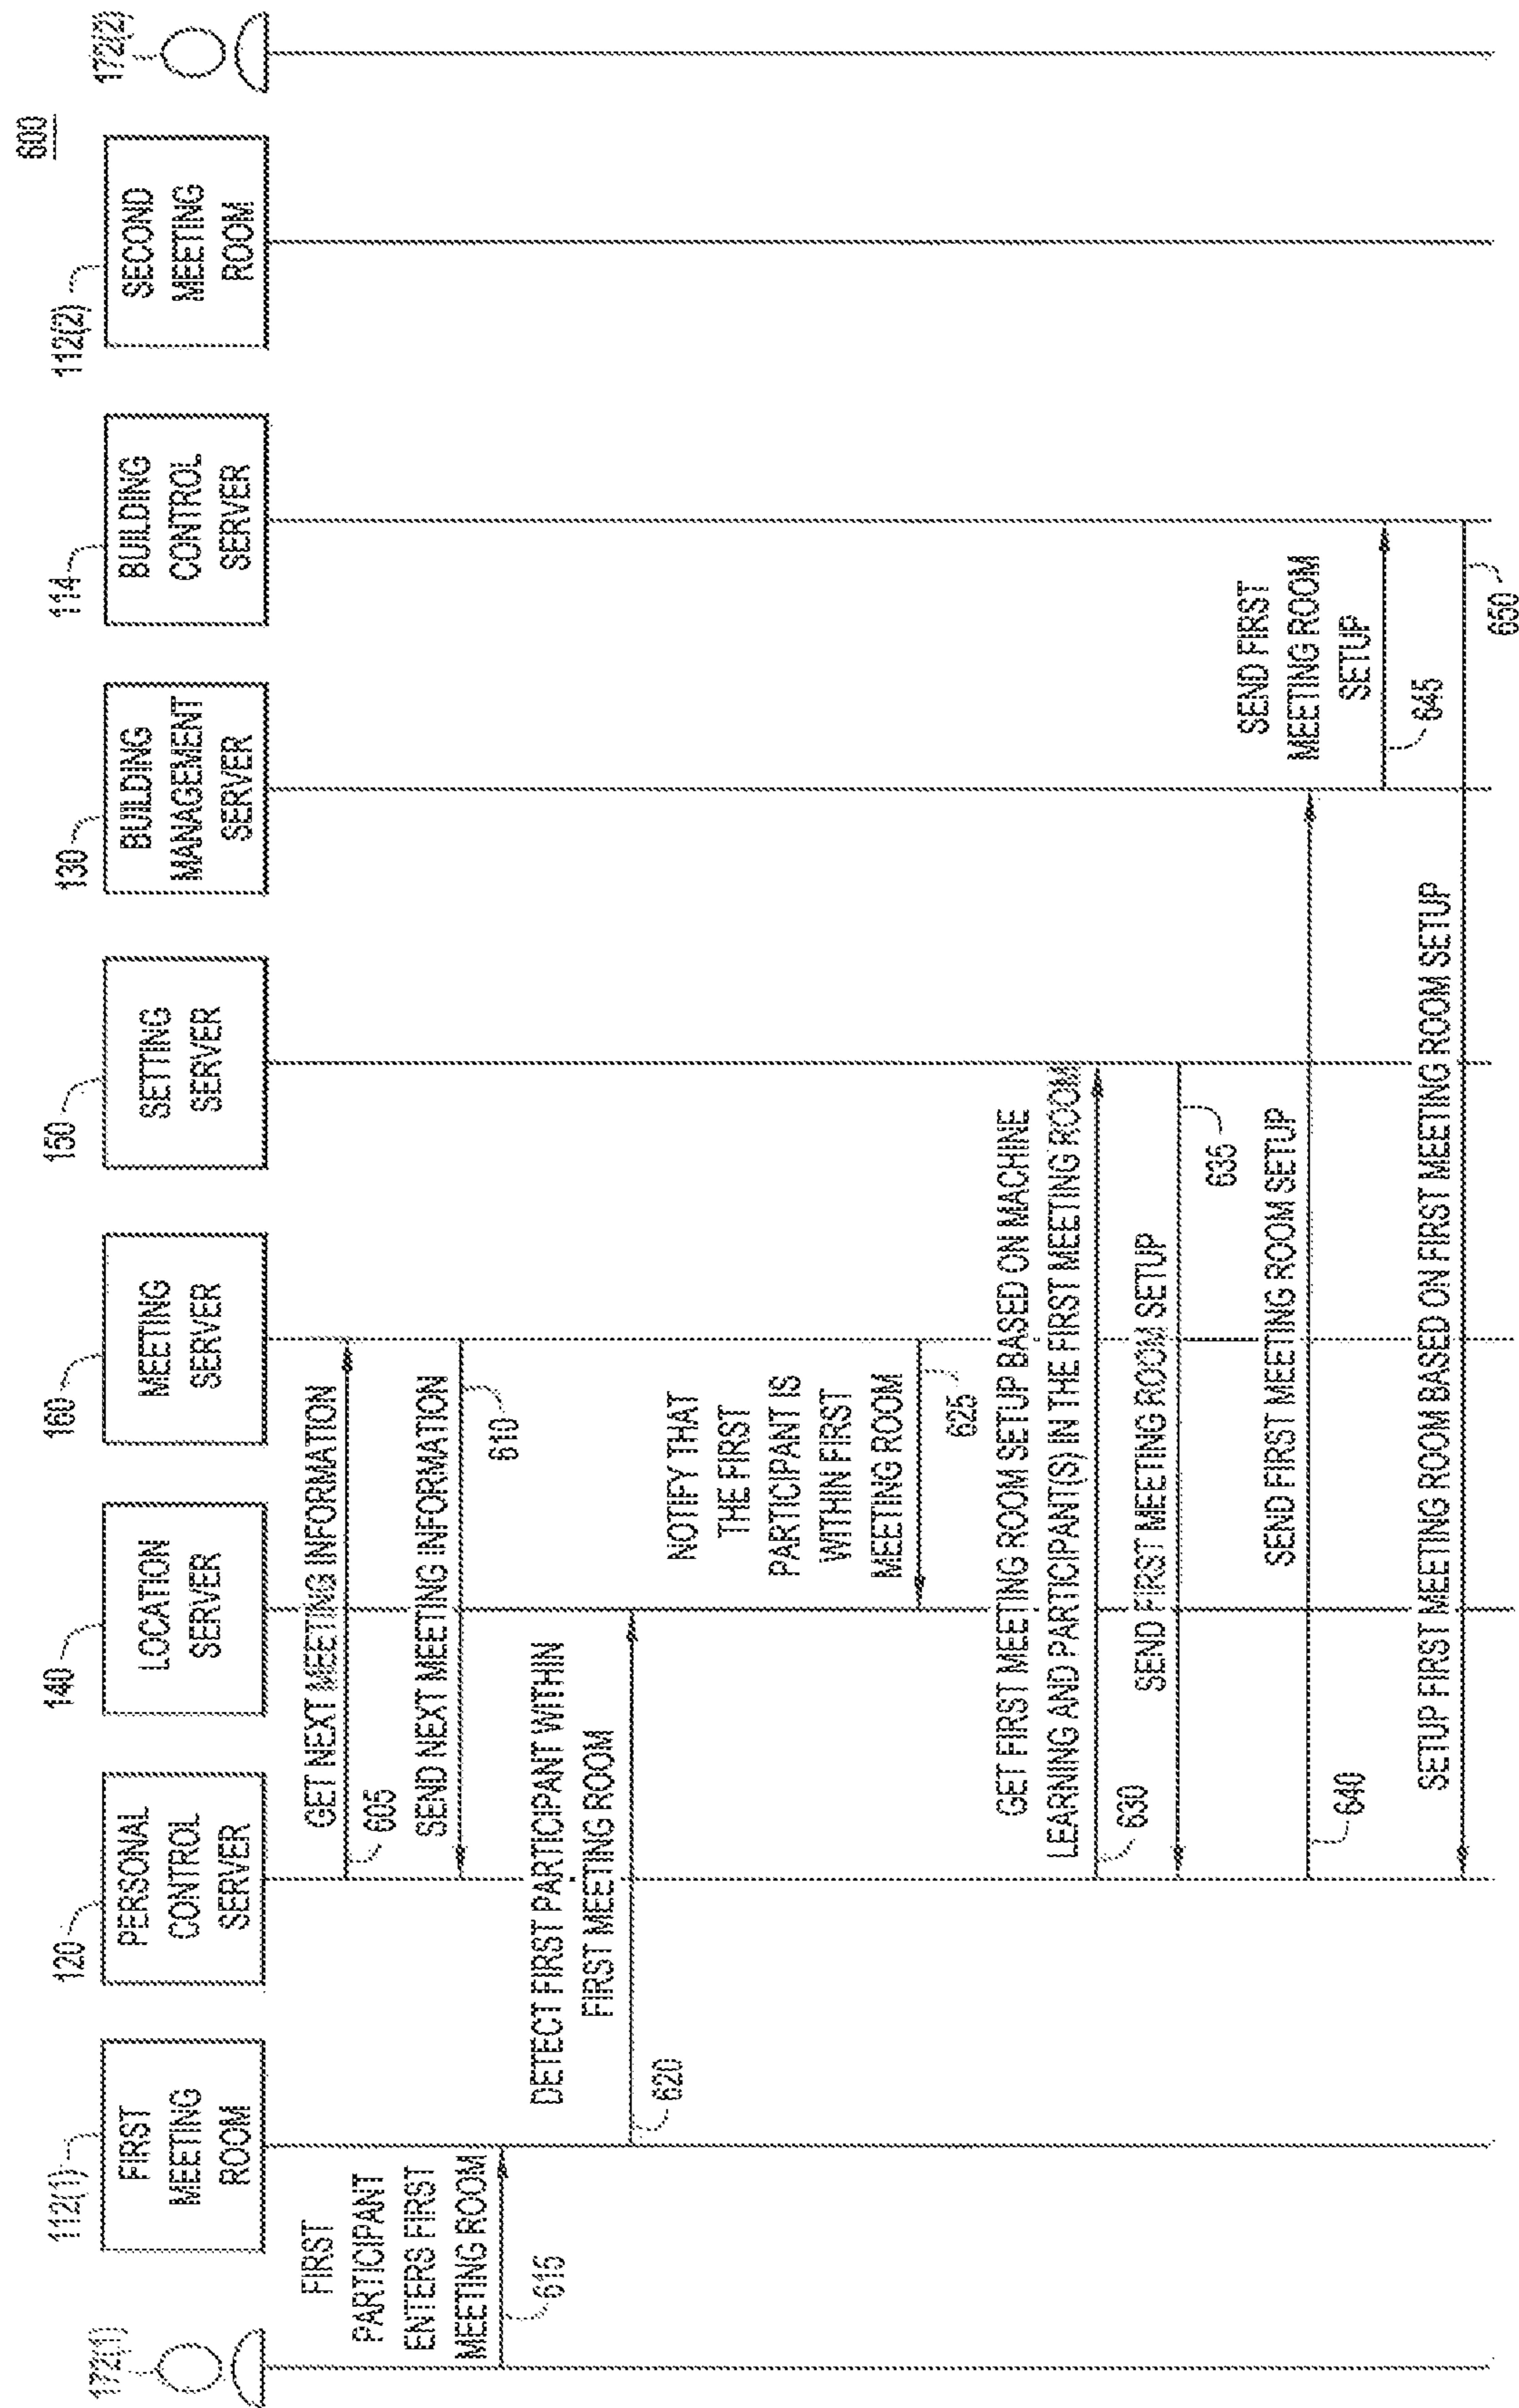 600
172(1)
112(1)
FIRST
MEETING
ROOM
120
PERSONAL
CONTROL
SERVER
140
LOCATION
SERVER
160
MEETING
SERVER
150
SETTING
SERVER
130
BUILDING
MANAGEMENT
SERVER
114
BUILDING
CONTROL
SERVER
112(2)
SECOND
MEETING
ROOM
172(2)
GET NEXT MEETING INFORMATION
605
SEND NEXT MEETING INFORMATION
610
FIRST
PARTICIPANT
ENTERS FIRST
MEETING ROOM
615
DETECT FIRST PARTICIPANT WITHIN
FIRST MEETING ROOM
620
NOTIFY THAT
THE FIRST
PARTICIPANT IS
WITHIN FIRST
MEETING ROOM
625
GET FIRST MEETING ROOM SETUP BASED ON MACHINE
LEARNING AND PARTICIPANT(S) IN THE FIRST MEETING ROOM
630
SEND FIRST MEETING ROOM SETUP
635
SEND FIRST MEETING ROOM SETUP
640
SEND FIRST
MEETING ROOM
SETUP
645
SETUP FIRST MEETING ROOM BASED ON FIRST MEETING ROOM SETUP
650